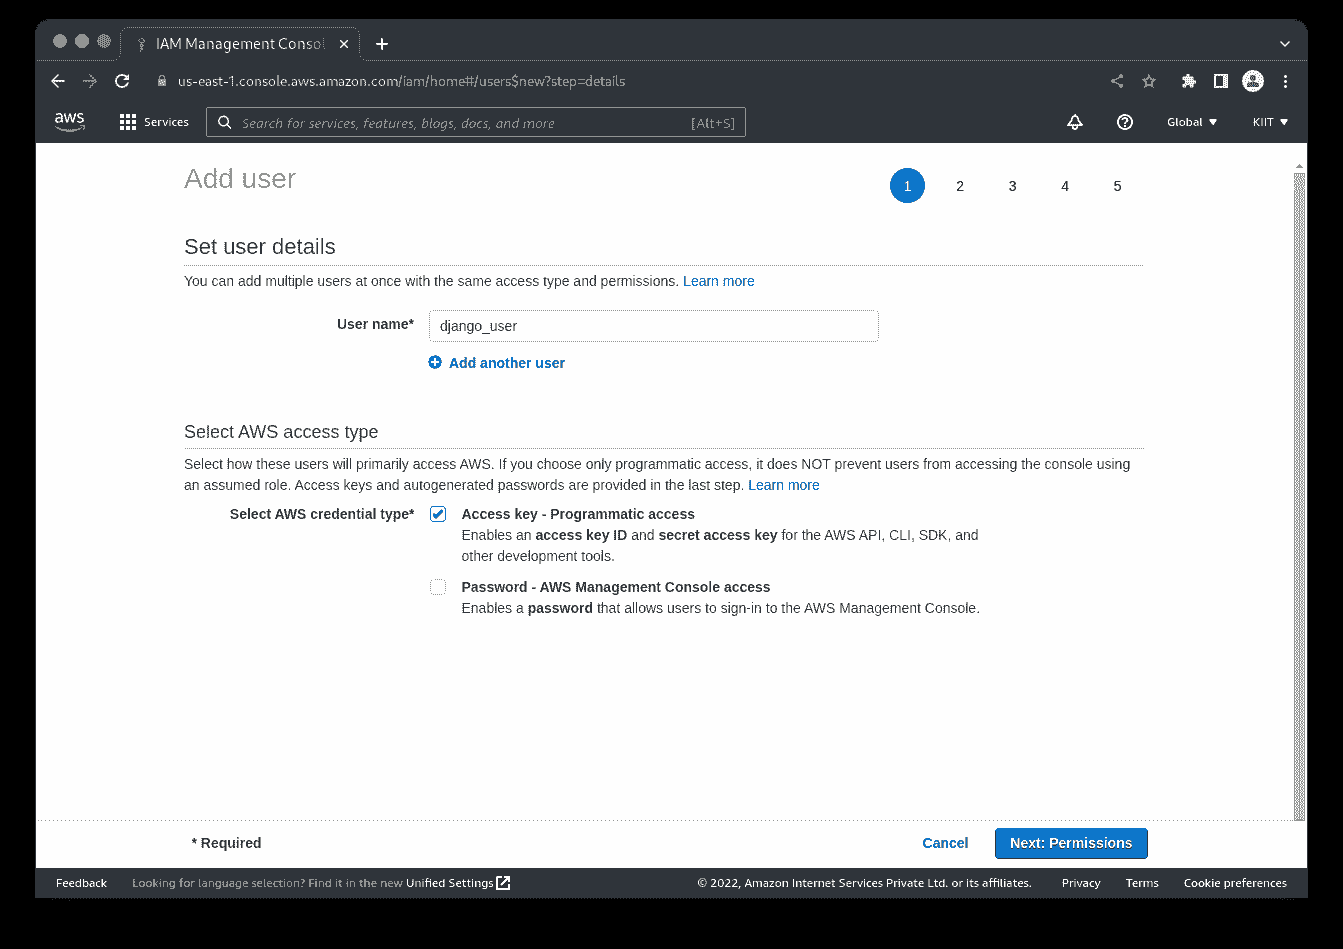 IAM Management Consol
us-east-1.console.aws.amazon.com/iam/home#/users$new?step=details
aws
Services
Search for services, features, blogs, docs, and more
[Alt+S]
Global
KIIT
Add user
1 2 3 4 5
Set user details
You can add multiple users at once with the same access type and permissions. Learn more
User name*
django_user
Add another user
Select AWS access type
Select how these users will primarily access AWS. If you choose only programmatic access, it does NOT prevent users from accessing the console using
an assumed role. Access keys and autogenerated passwords are provided in the last step. Learn more
Select AWS credential type*
Access key - Programmatic access
Enables an access key ID and secret access key for the AWS API, CLI, SDK, and
other development tools.
Password - AWS Management Console access
Enables a password that allows users to sign-in to the AWS Management Console.
* Required
Cancel
Next: Permissions
Feedback
Looking for language selection? Find it in the new Unified Settings
© 2022, Amazon Internet Services Private Ltd. or its affiliates.
Privacy
Terms
Cookie preferences